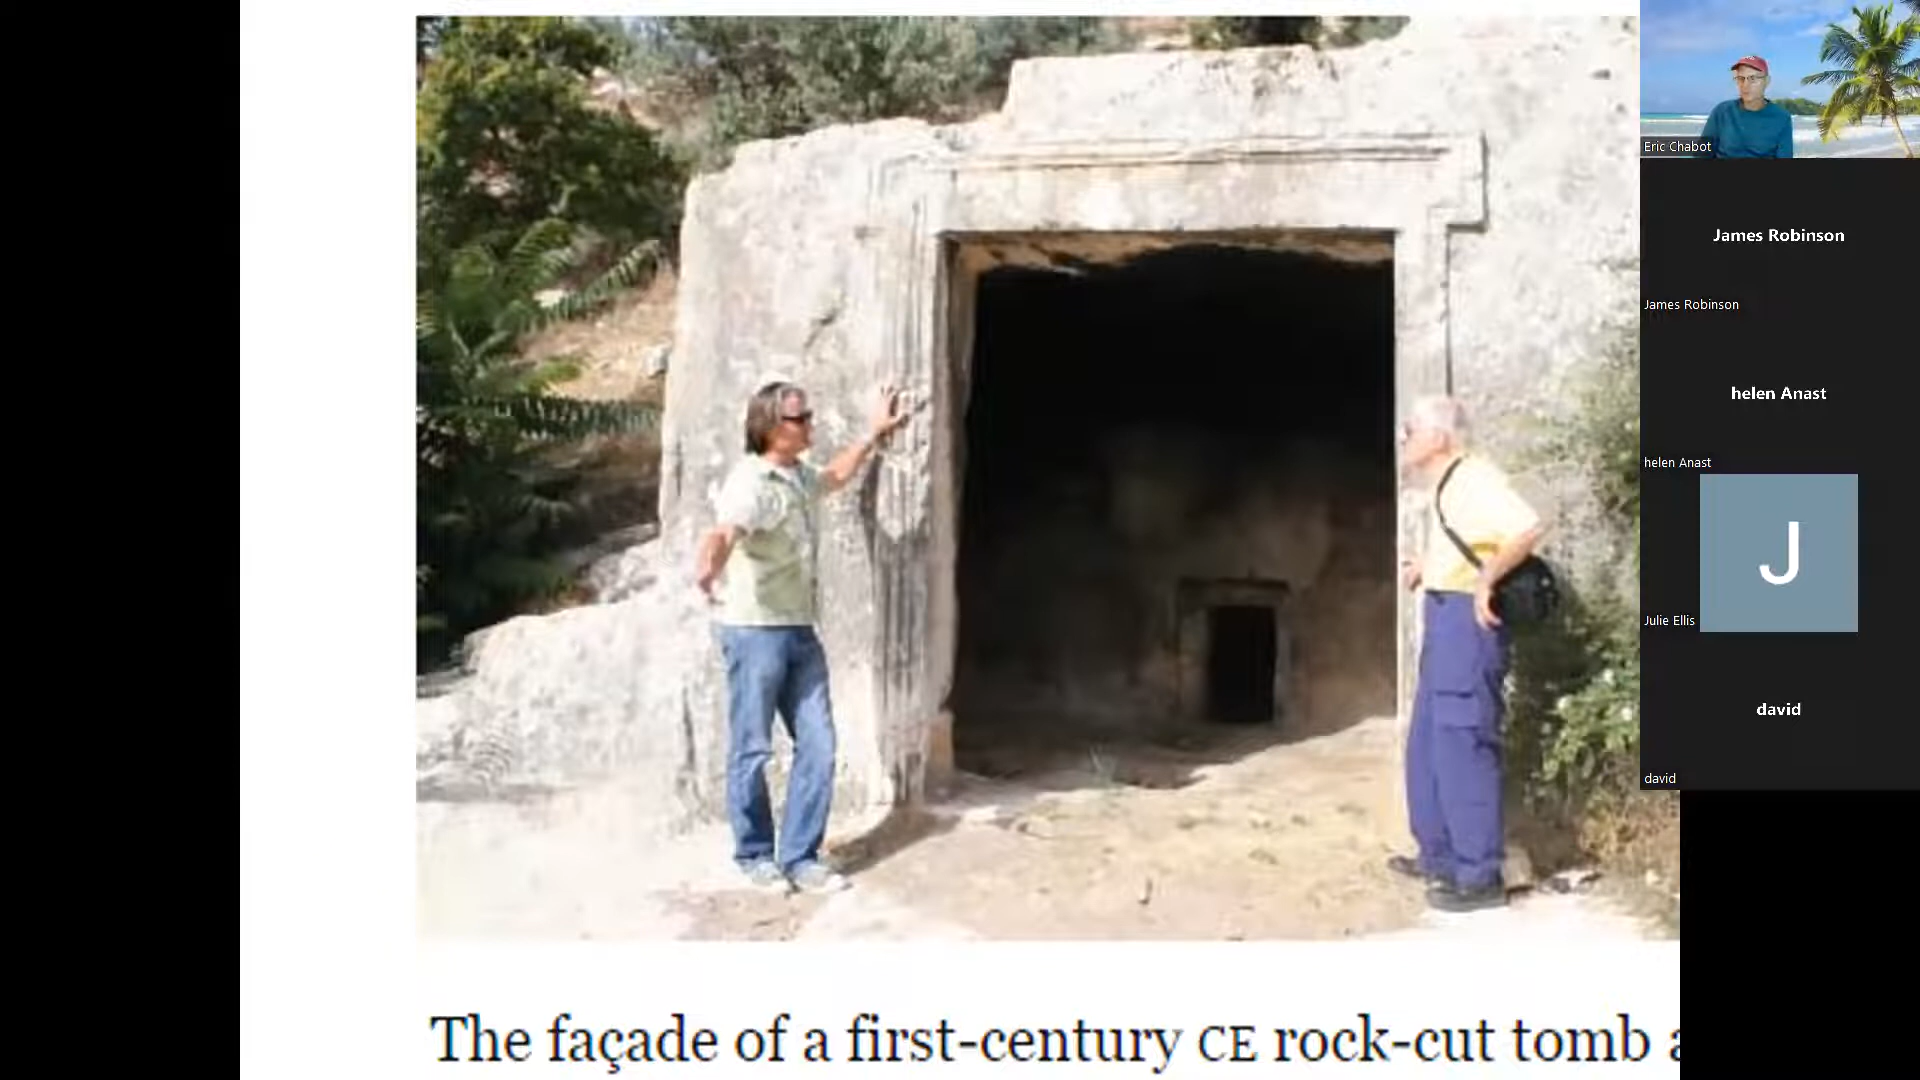 Eric Chabot
James Robinson
James Robinson
helen Anast
helen Anast
J
Julie Ellis
david
david
The façade of a first-century CE rock-cut tomb